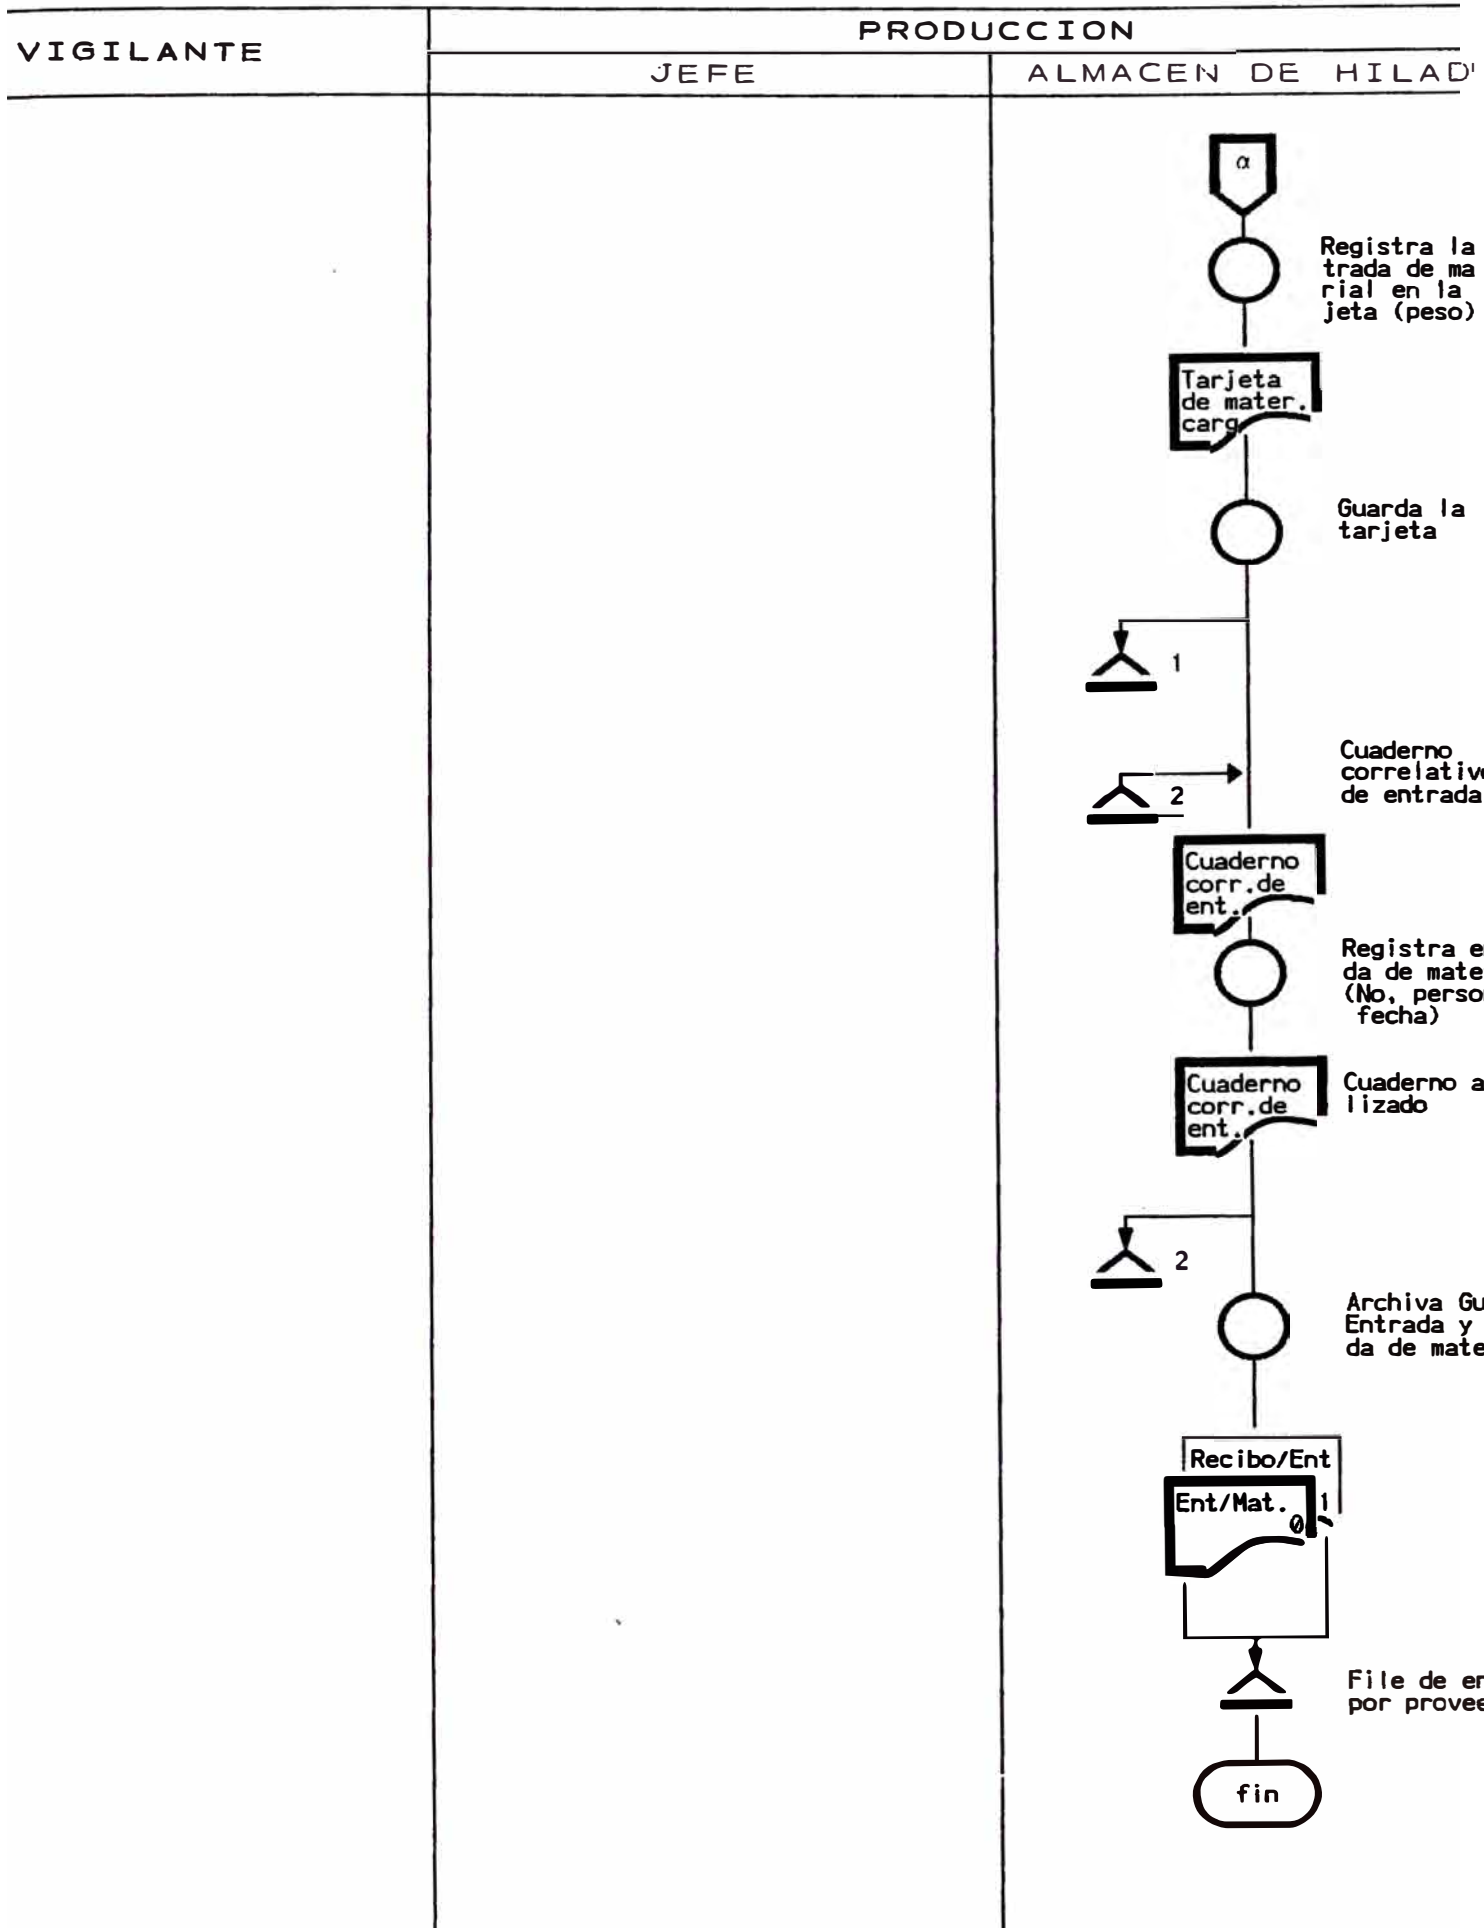 VIGILANTE
PRODUCCION
JEFE
ALMACEN DE HILAD
α
Registra la
trada de ma
rial en la
jeta (peso)
Tarjeta
de mater.
carg
Guarda la
tarjeta
1
Cuaderno
correlativo
de entrada
2
Cuaderno
corr.de
ent.
Registra e
da de mate
(No, perso
fecha)
Cuaderno
corr.de
ent.
Cuaderno a
lizado
2
Archiva Gu
Entrada y
da de mate
Recibo/Ent
Ent/Mat.
0
1
File de en
por provee
fin